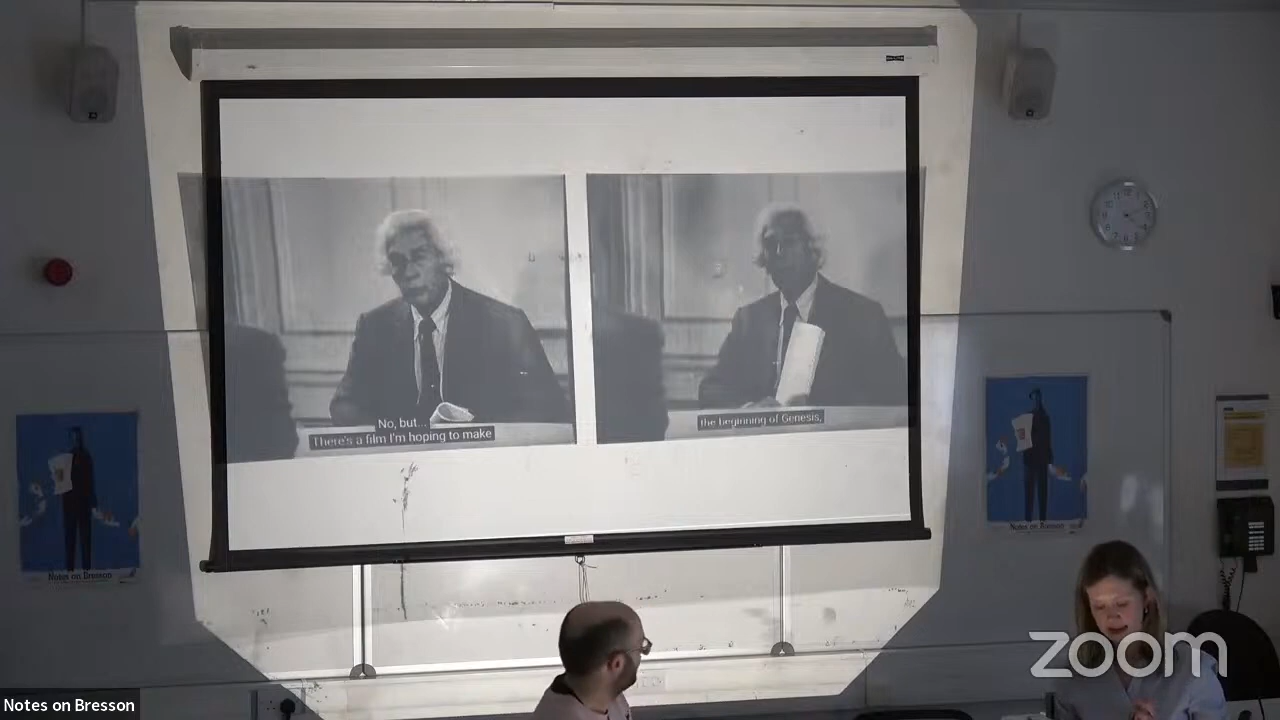 No, but...
There's a film I'm hoping to make
the beginning of Genesis,
Notes on Bresson
Notes on Bresson
zoom
Notes on Bresson